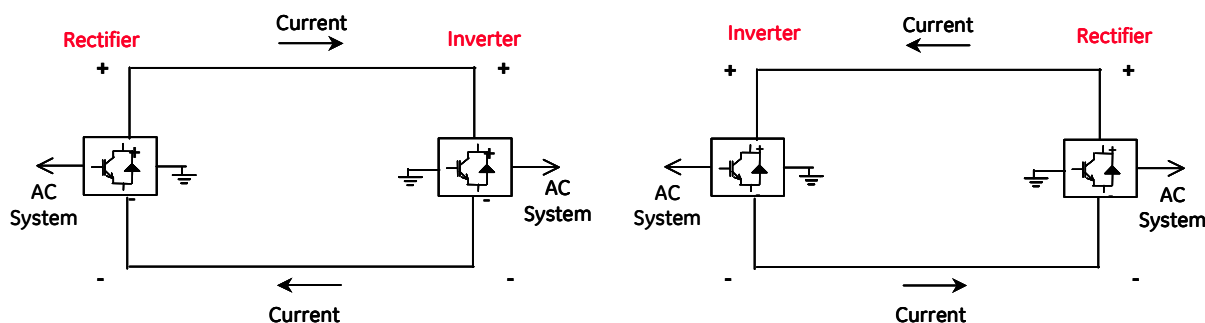 Current
Rectifier
Inverter
+
+
+
-
+
-
AC
System
AC
System
-
-
Current
Current
Inverter
Rectifier
+
+
+
-
+
-
AC
System
AC
System
-
-
Current